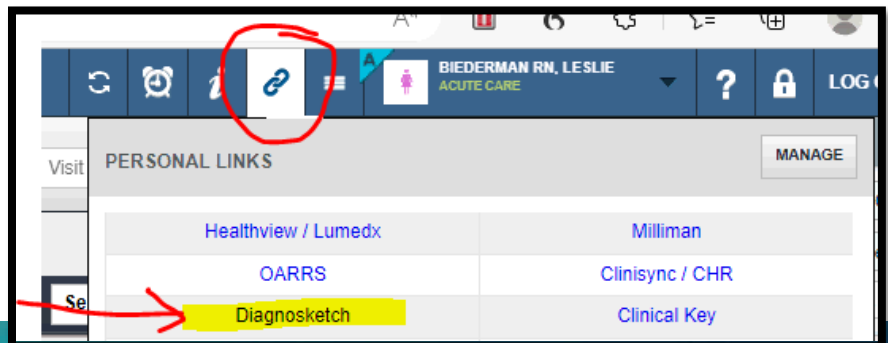 BIEDERMAN RN, LESLIE
A
ACUTE CARE
?
LOG
Visit
PERSONAL LINKS
MANAGE
Healthview / Lumedx
Milliman
OARRS
Clinisync / CHR
Se
Diagnosketch
Clinical Key